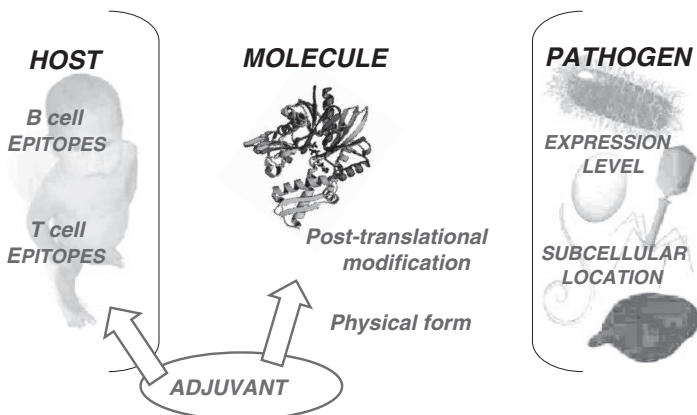 HOST
B cell
EPITOPES
T cell
EPITOPES
MOLECULE
Post-translational
modification
Physical form
ADJUVANT
PATHOGEN
EXPRESSION
LEVEL
SUBCELLULAR
LOCATION